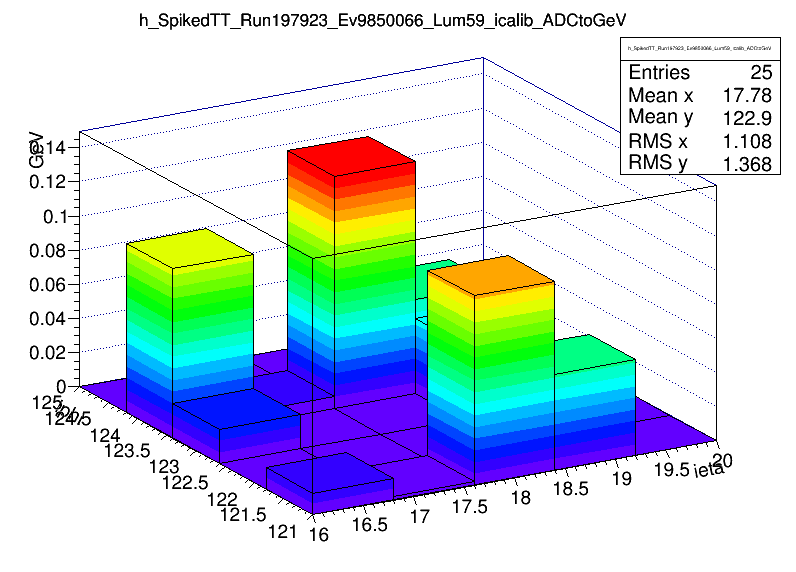 h_SpikedTT_Run197923_Ev9850066_Lum59_icalib_ADCtoGeV
h_SpikedTT_Run197923_Ev9850066_Lum59_icalib_ADCtoGeV
Entries 25
Mean x 17.78
Mean y 122.9
RMS x 1.108
RMS y 1.368
GeV
0.14
0.12
0.1
0.08
0.06
0.04
0.02
0
125
124.5
124
123.5
123
122.5
122
121.5
121
16
16.5
17
17.5
18
18.5
19
19.5
20
ieta